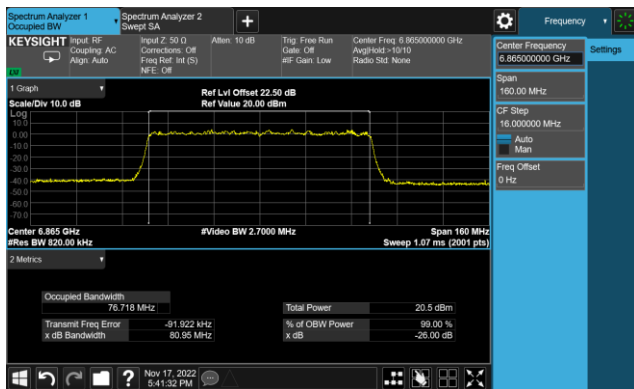 Spectrum Analyzer 1
Occupied BW
Spectrum Analyzer 2
Swept SA
+
Frequency
KEYSIGHT
Input: RF
Coupling: AC
Align: Auto
Input Z: 50 Ω
Corrections: Off
Freq Ref: Int (S)
NFE: Off
Atten: 10 dB
Trig: Free Run
Gate: Off
#IF Gain: Low
Center Freq: 6.865000000 GHz
Avg|Hold:>10/10
Radio Std: None
Center Frequency
6.865000000 GHz
Settings
Span
160.00 MHz
CF Step
16.000000 MHz
Auto
Man
Freq Offset
0 Hz
1 Graph
Scale/Div 10.0 dB
Ref Lvl Offset 22.50 dB
Ref Value 20.00 dBm
Log
10.0
0.00
-10.0
-20.0
-30.0
-40.0
-50.0
-60.0
-70.0
Center 6.865 GHz
#Video BW 2.7000 MHz
Span 160 MHz
#Res BW 820.00 kHz
Sweep 1.07 ms (2001 pts)
2 Metrics
Occupied Bandwidth
76.718 MHz
Total Power 20.5 dBm
Transmit Freq Error -91.922 kHz
% of OBW Power 99.00 %
x dB Bandwidth 80.95 MHz
x dB -26.00 dB
?
Nov 17, 2022
5:41:32 PM